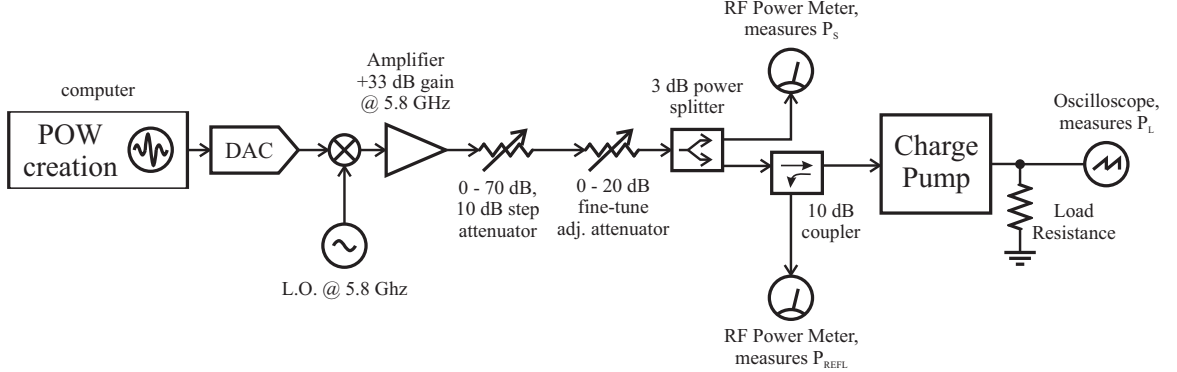 RF Power Meter,
measures P_S
Amplifier
+33 dB gain
@ 5.8 GHz
computer
3 dB power
splitter
Oscilloscope,
measures P_L
POW
creation
DAC
Charge
Pump
0 - 70 dB,
10 dB step
attenuator
0 - 20 dB
fine-tune
adj. attenuator
10 dB
coupler
Load
Resistance
L.O. @ 5.8 Ghz
RF Power Meter,
measures P_REFL